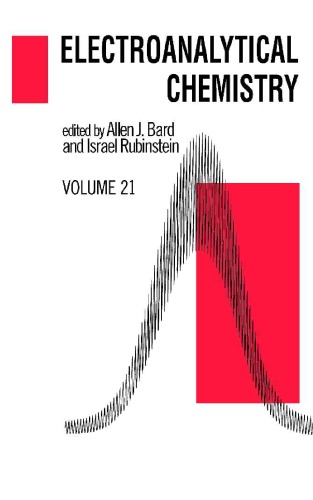 ELECTROANALYTICAL
CHEMISTRY
edited by Allen J. Bard
and Israel Rubinstein
VOLUME 21